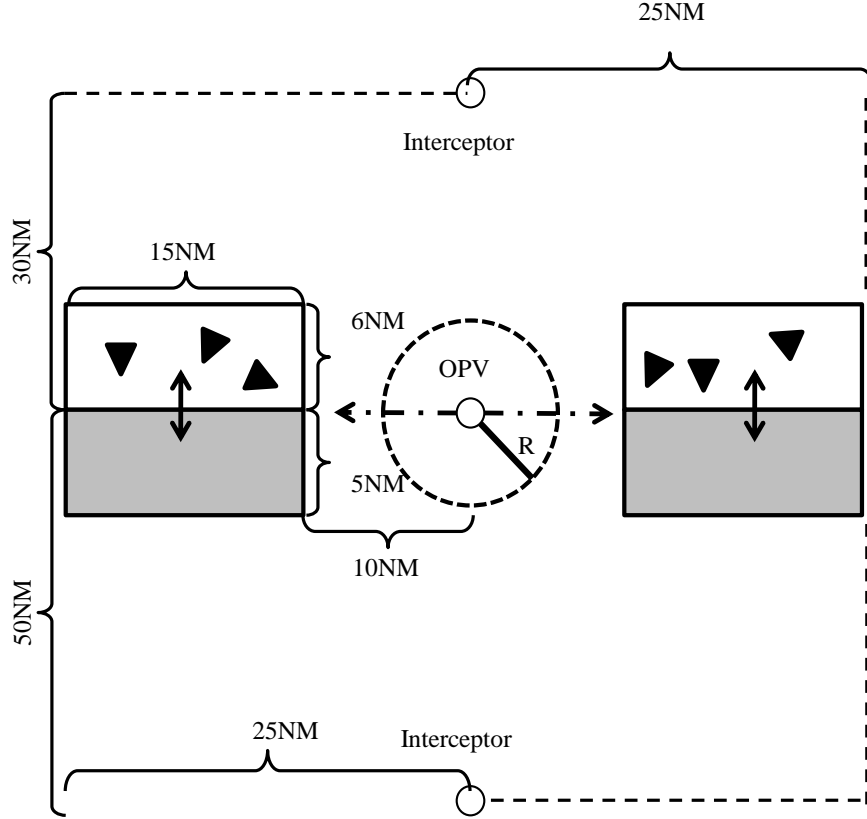 25NM
Interceptor
30NM
15NM
6NM
OPV
R
5NM
10NM
50NM
25NM
Interceptor